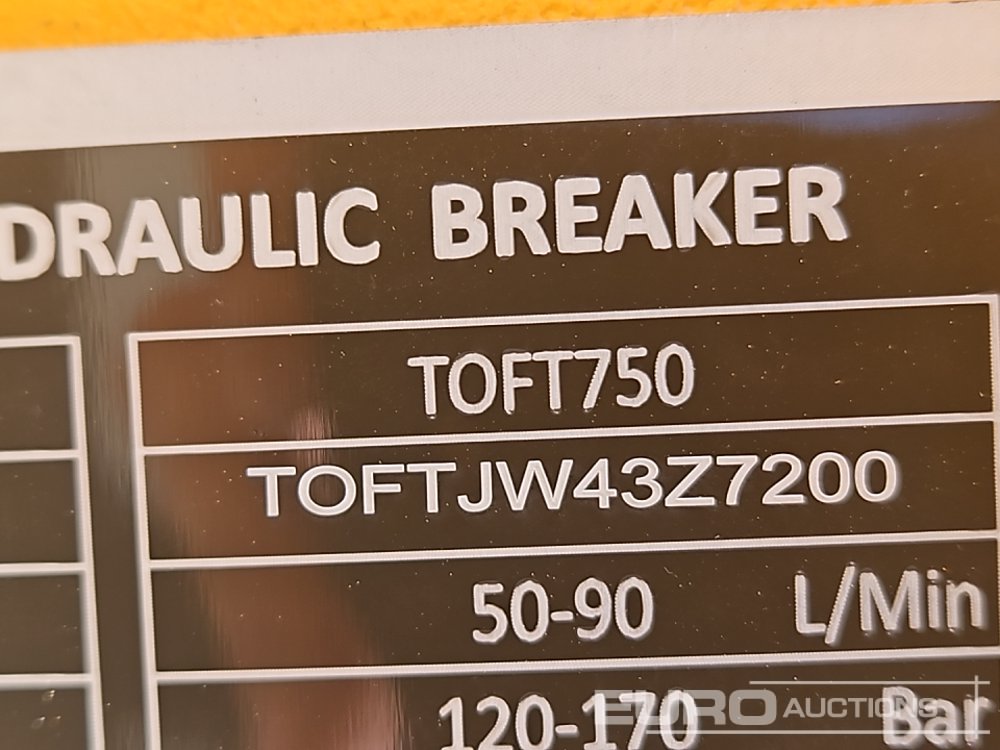 DRAULIC BREAKER
TOFT750
TOFTJW43Z7200
50-90 L/Min
120-170 Bar
EURO AUCTIONS